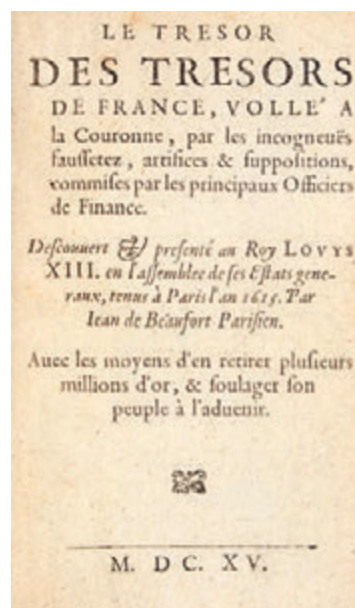 LE TRESOR
DES TRESORS
DE FRANCE, VOLLE' A
la Couronne, par les incogneuës
faussetez, artifices & suppositions,
commises par les principaux Officiers
de Finance.
Descouuert & presenté au Roy LOVYS
XIII. en l'assemblee de ses Estats gene-
raux, tenus à Paris l'an 1615. Par
Iean de Beaufort Parisien.
Auec les moyens d'en retirer plusieurs
millions d'or, & soulager son
peuple à l'aduenir.
M. D C. XV.